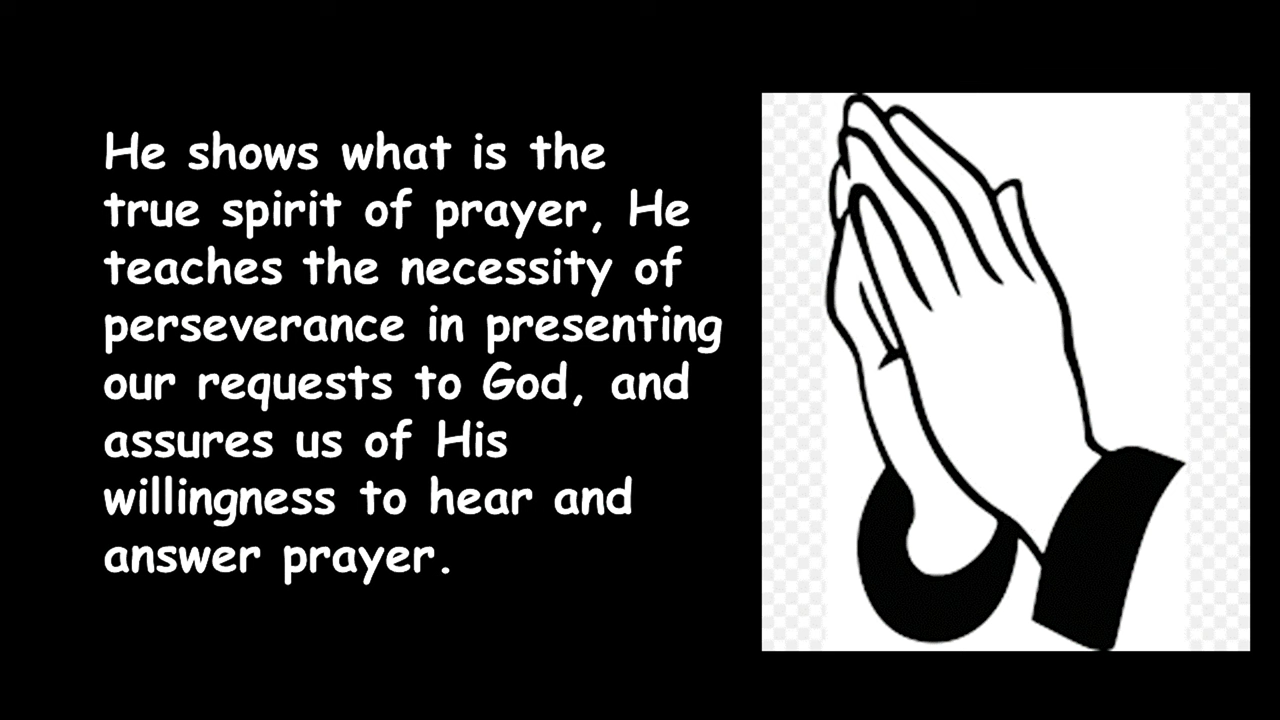 He shows what is the
true spirit of prayer, He
teaches the necessity of
perseverance in presenting
our requests to God, and
assures us of His
willingness to hear and
answer prayer.